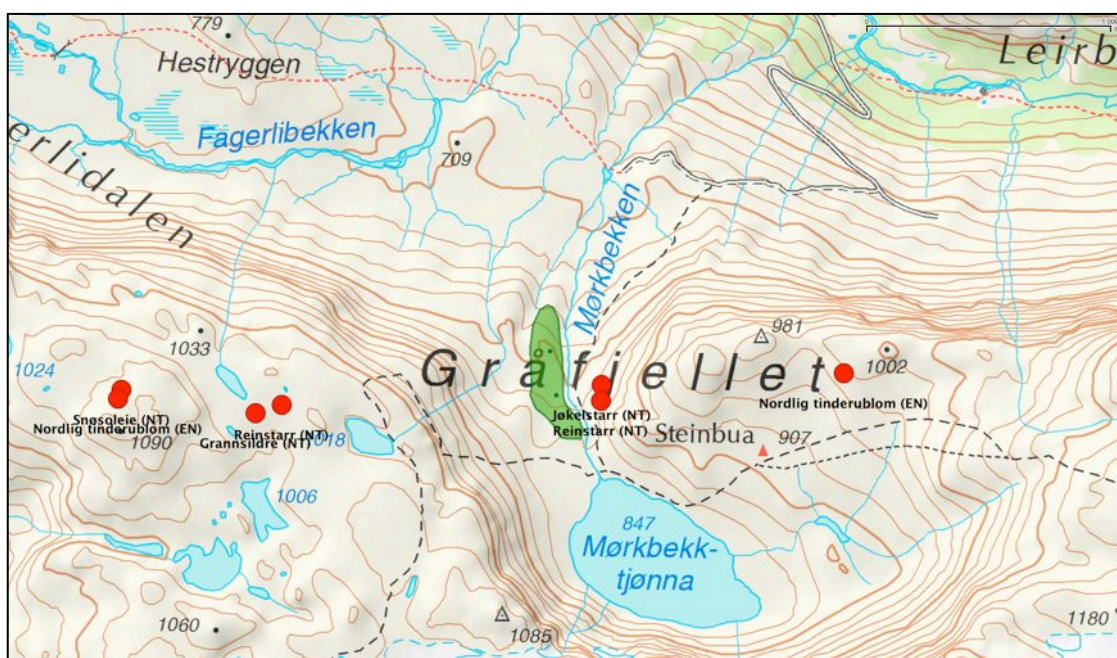 779
Hestryggen
Leirb
Fagerlibekken
709
erlidalen
Mørkbekken
1033
981
1024
Gråfjellet
1002
Snøsoleie (NT)
Nordlig tinderublom (EN)
1090
Reinstarr (NT)
Grannsildre (NT)
1018
Jøkelstarr (NT)
Reinstarr (NT)
Nordlig tinderublom (EN)
Steinbua
907
1006
847
Mørkbekk-
tjønna
1060
1085
1180